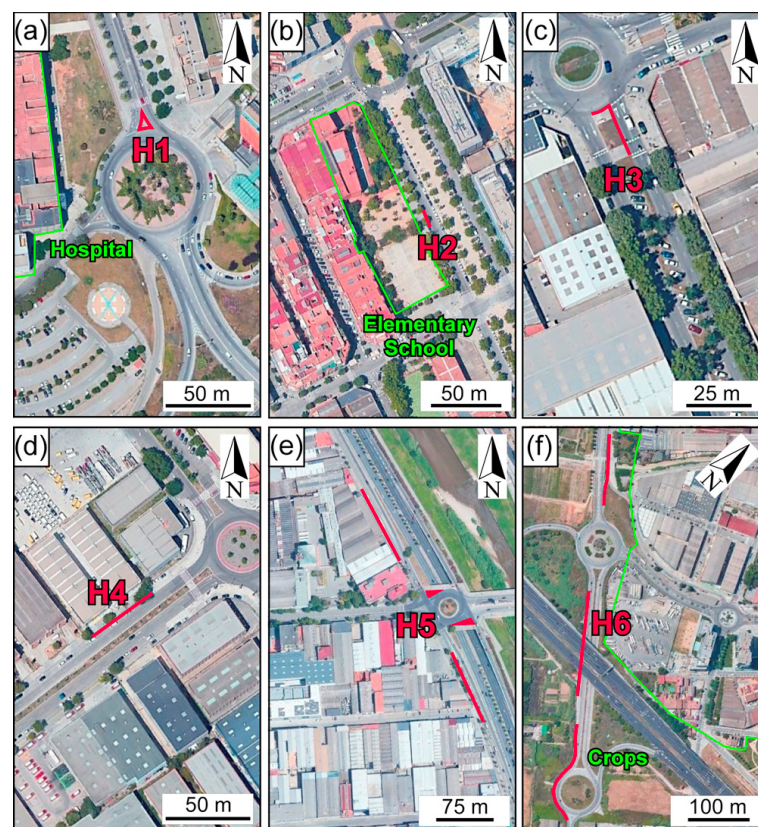 (a)
N
H1
Hospital
50 m
(b)
N
H2
Elementary
School
50 m
(c)
N
H3
25 m
(d)
N
H4
50 m
(e)
N
H5
75 m
(f)
N
H6
Crops
100 m